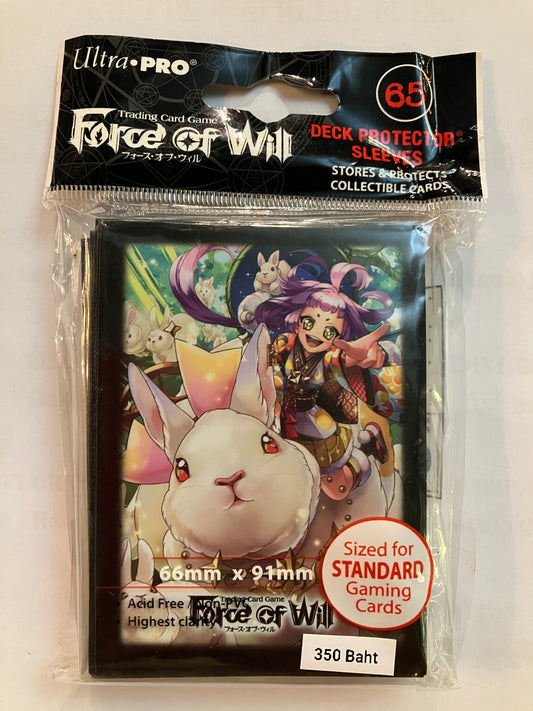 Ultra•PRO®
65
Trading Card Game
Force of Will
フォース・オブ・ウィル
DECK PROTECTOR®
SLEEVES
STORES & PROTECTS
COLLECTIBLE CARDS
66mm x 91mm
• Acid Free /
• Highest
Trading Card Game
Force of Will
フォース・オブ・ウィル
Sized for
STANDARD
Gaming
Cards
350 Baht